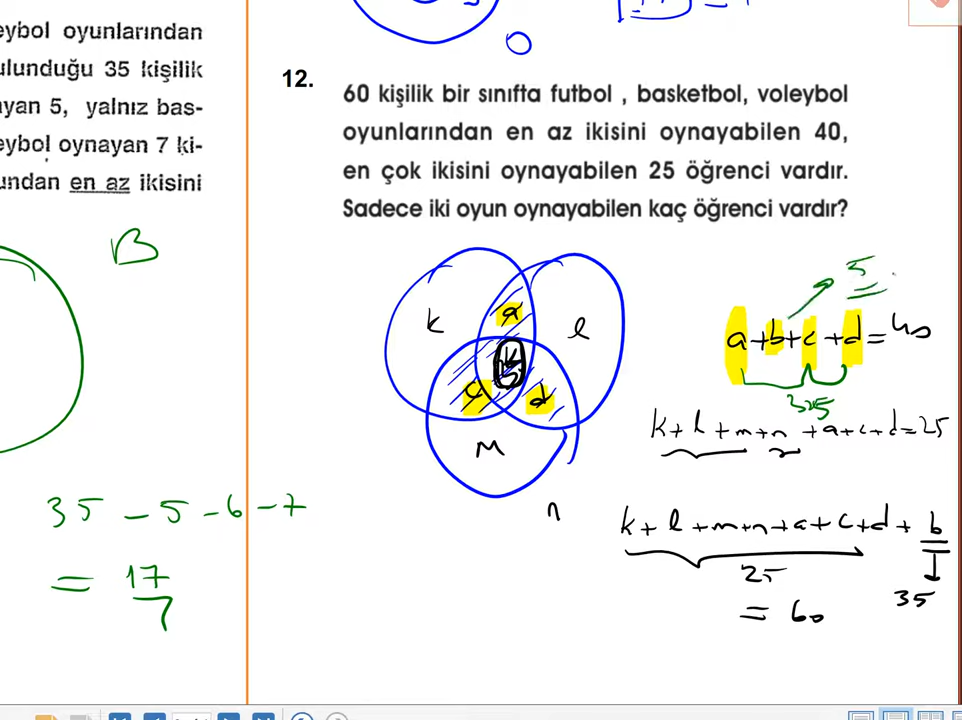 eybol oyunlarından
ulunduğu 35 kişilik
yan 5, yalnız bas-
eybol oynayan 7 ki-
undan en az ikisini
B
35 - 5 - 6 - 7
= 17
0
12.
60 kişilik bir sınıfta futbol , basketbol, voleybol
oyunlarından en az ikisini oynayabilen 40,
en çok ikisini oynayabilen 25 öğrenci vardır.
Sadece iki oyun oynayabilen kaç öğrenci vardır?
k a l
c d
M
n
5
a+b+c+d=40
k+l+m+n+a+c+d=25
k+l+m+n+a+c+d+b
25
35
= 60